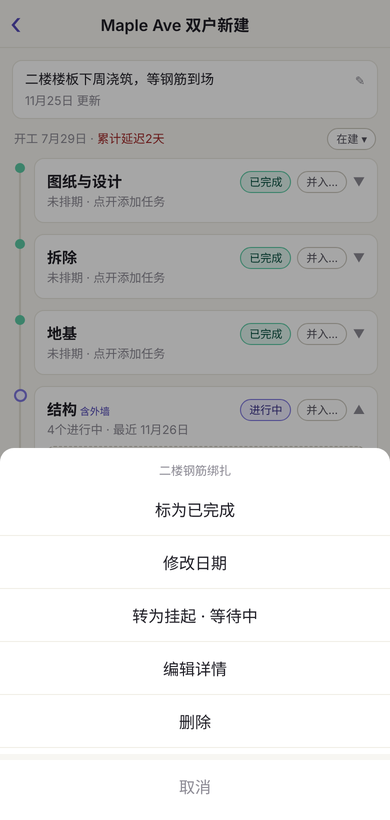 Maple Ave 双户新建
二楼楼板下周浇筑，等钢筋到场
11月25日 更新
开工 7月29日 · 累计延迟2天
在建 ▾
图纸与设计
已完成
并入...
未排期 · 点开添加任务
拆除
已完成
并入...
未排期 · 点开添加任务
地基
已完成
并入...
未排期 · 点开添加任务
结构 含外墙
进行中
并入...
4个进行中 · 最近 11月26日
二楼钢筋绑扎
标为已完成
修改日期
转为挂起 · 等待中
编辑详情
删除
取消